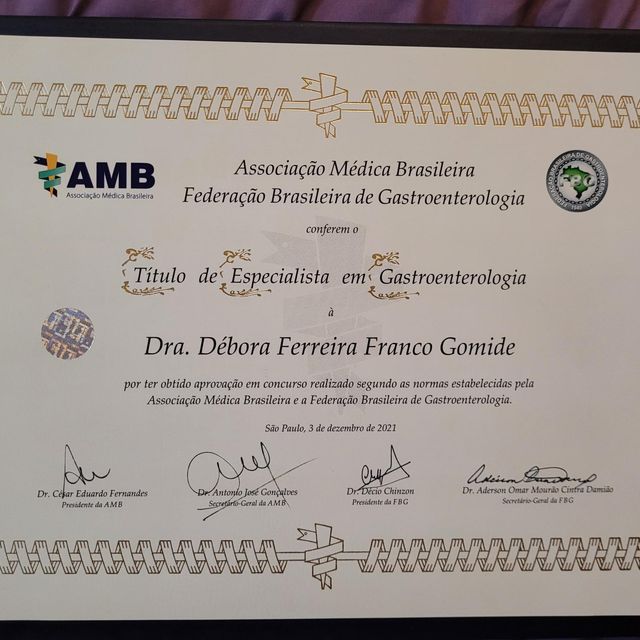 AMB
Associação Médica Brasileira
Associação Médica Brasileira
Federação Brasileira de Gastroenterologia
conferem o
Título de Especialista em Gastroenterologia
à
Dra. Débora Ferreira Franco Gomide
por ter obtido aprovação em concurso realizado segundo as normas estabelecidas pela
Associação Médica Brasileira e a Federação Brasileira de Gastroenterologia.
São Paulo, 3 de dezembro de 2021
Dr. César Eduardo Fernandes
Presidente da AMB
Dr. Antonio José Gonçalves
Secretário-Geral da AMB
Dr. Décio Chinzon
Presidente da FBG
Dr. Aderson Omar Mourão Cintra Damião
Secretário-Geral da FBG